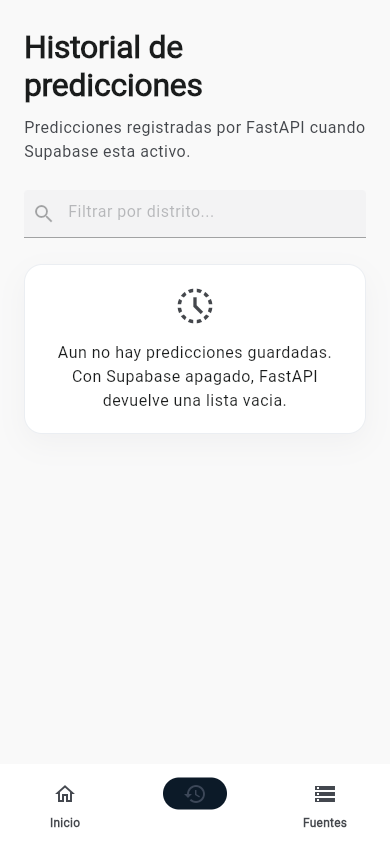 Historial de
predicciones
Predicciones registradas por FastAPI cuando
Supabase esta activo.
Filtrar por distrito...
Aun no hay predicciones guardadas.
Con Supabase apagado, FastAPI
devuelve una lista vacia.
Inicio
Fuentes